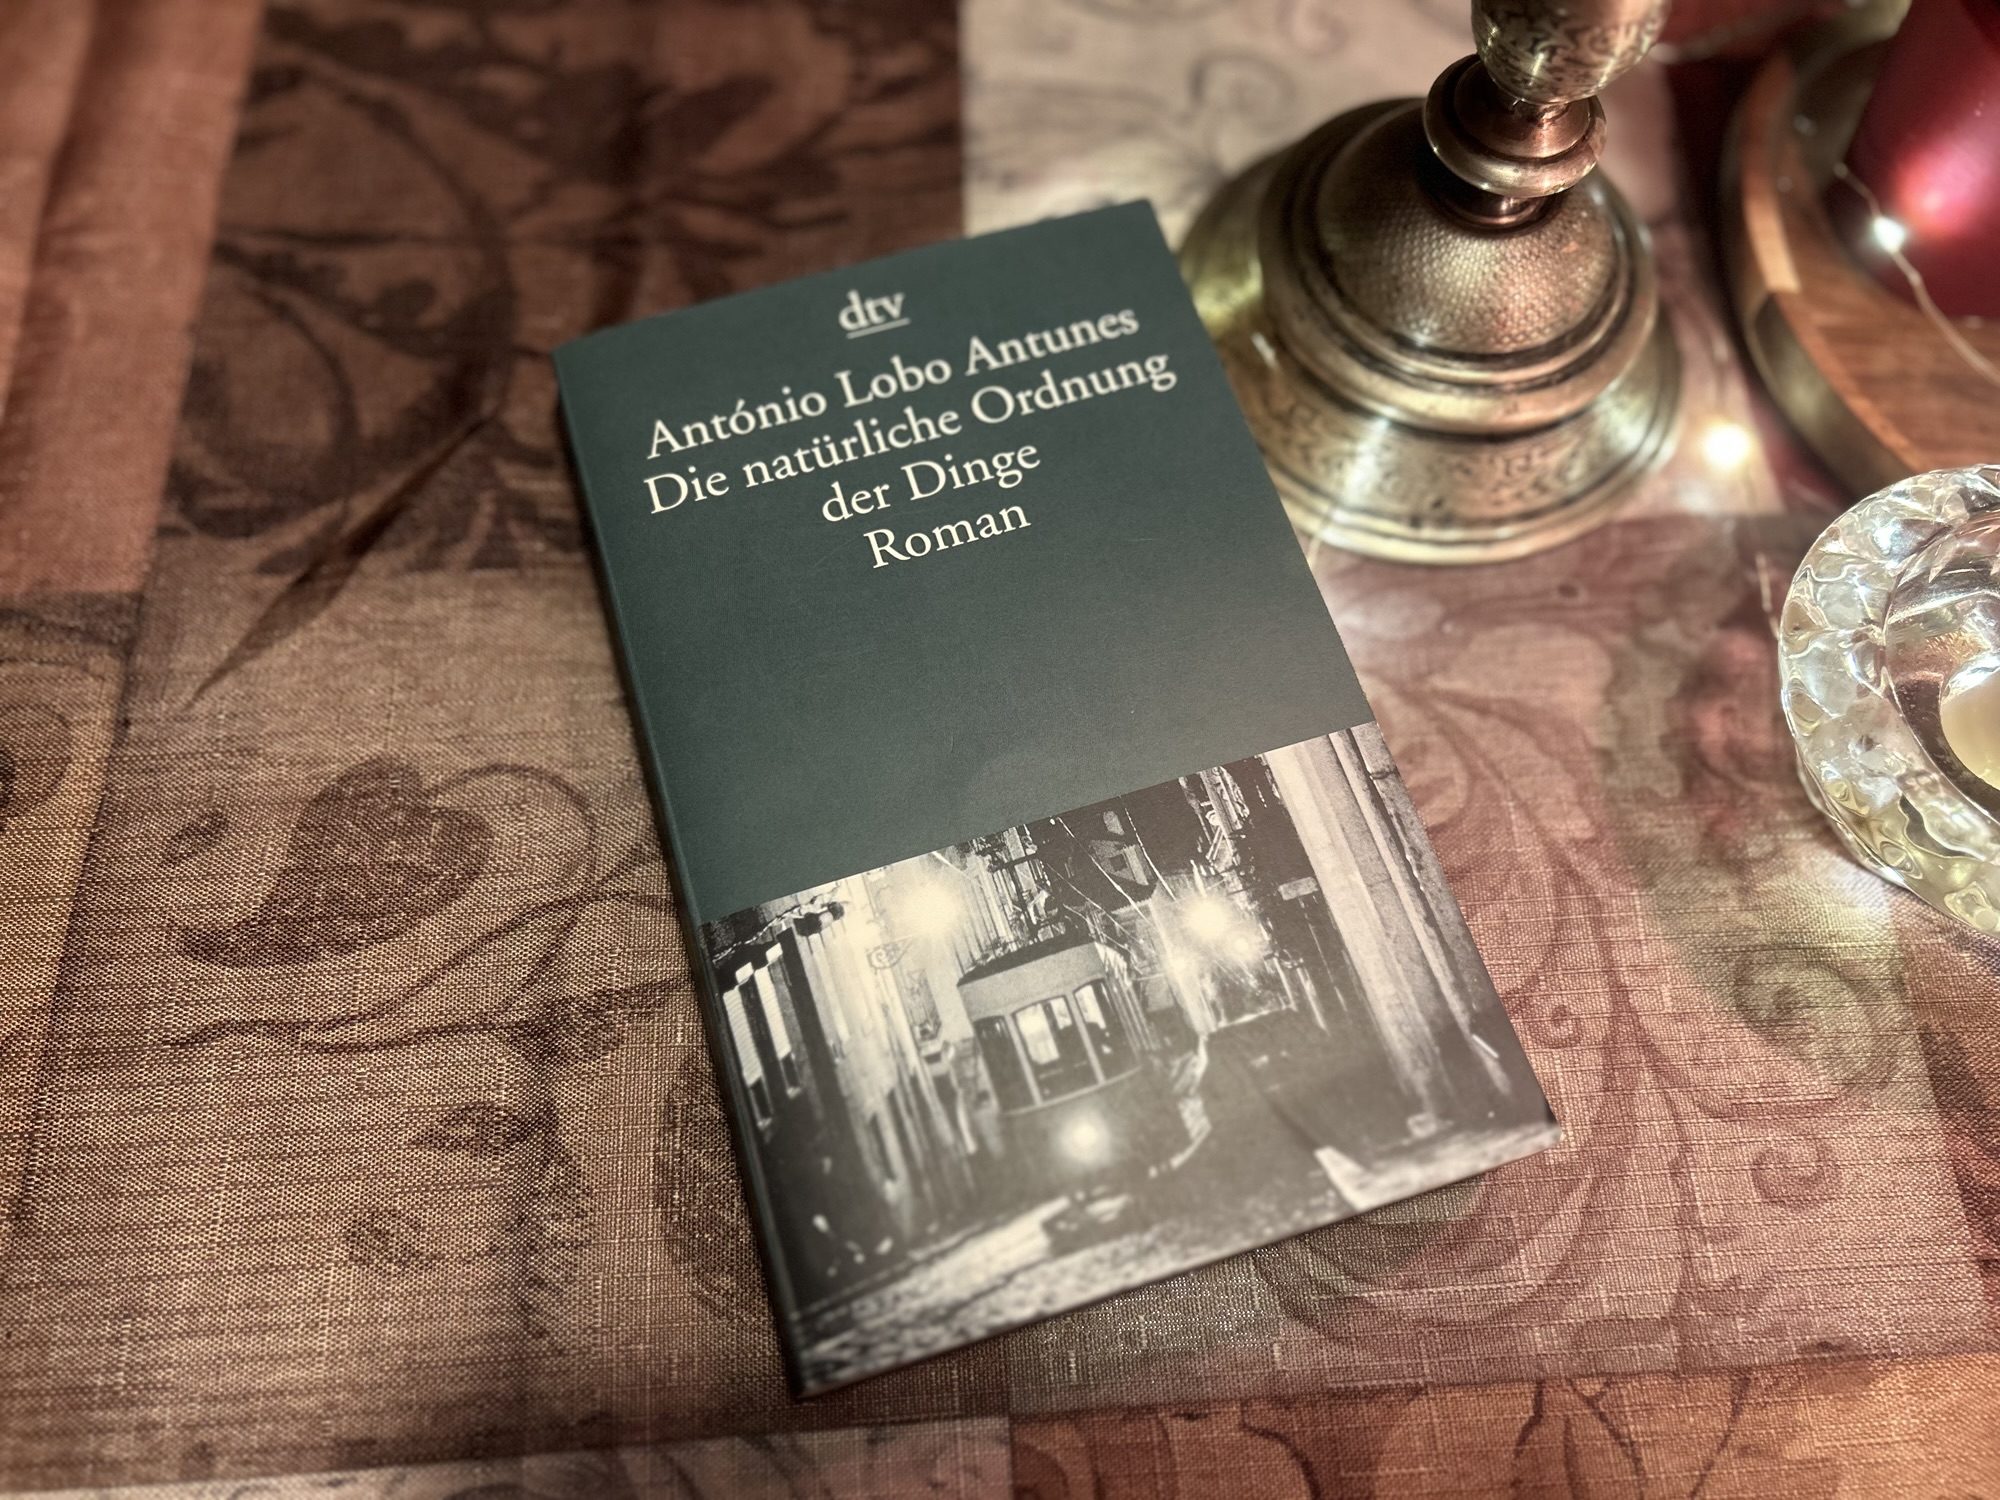 dtv
António Lobo Antunes
Die natürliche Ordnung
der Dinge
Roman